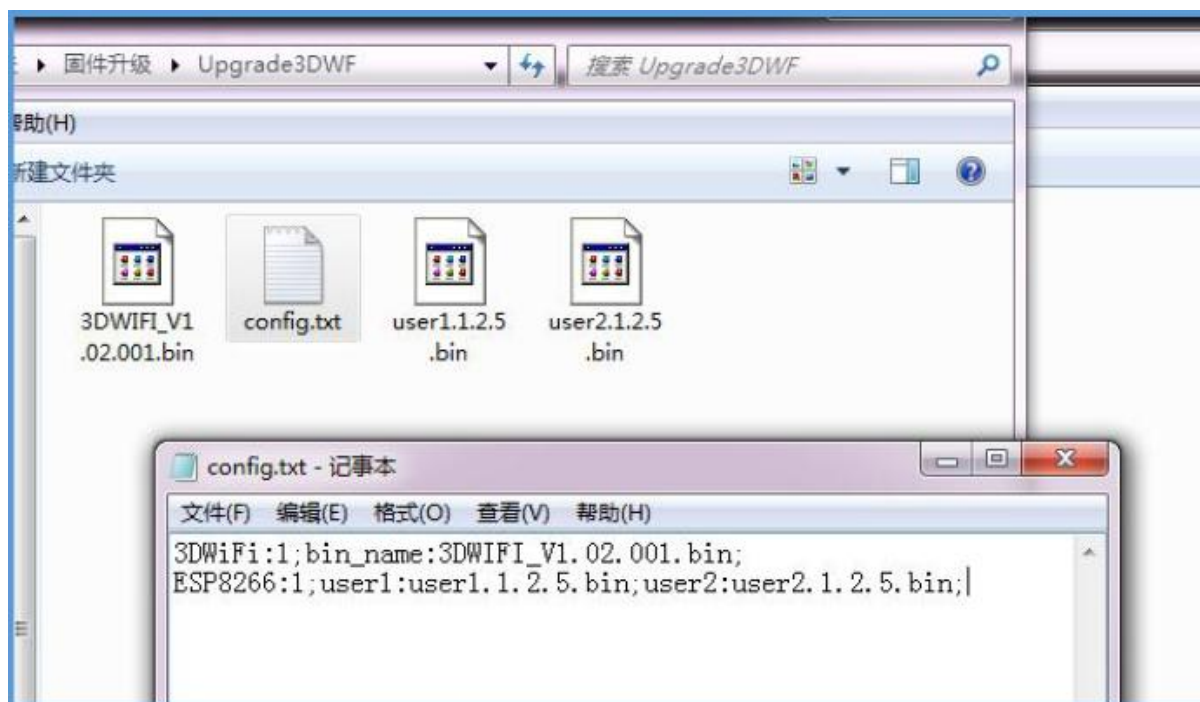 固件升级 ▸ Upgrade3DWF
搜索 Upgrade3DWF
帮助(H)
新建文件夹
3DWIFI_V1
.02.001.bin
config.txt
user1.1.2.5
.bin
user2.1.2.5
.bin
config.txt - 记事本
文件(F) 编辑(E) 格式(O) 查看(V) 帮助(H)
3DWiFi:1;bin_name:3DWIFI_V1.02.001.bin;
ESP8266:1;user1:user1.1.2.5.bin;user2:user2.1.2.5.bin;